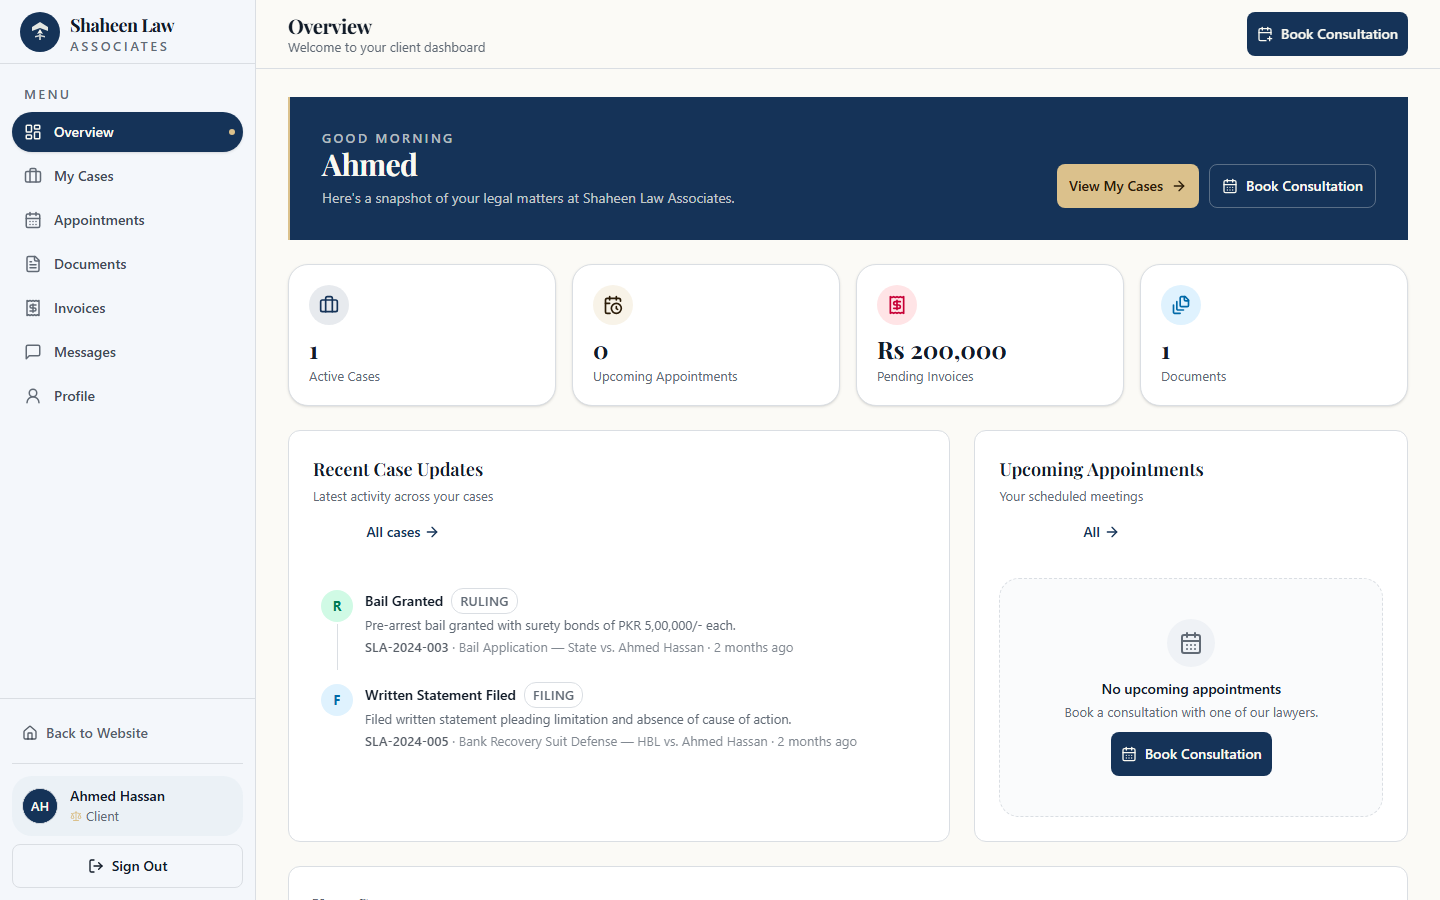 Shaheen Law
ASSOCIATES
MENU
Overview
My Cases
Appointments
Documents
Invoices
Messages
Profile
Back to Website
AH
Ahmed Hassan
Client
Sign Out
Overview
Welcome to your client dashboard
Book Consultation
GOOD MORNING
Ahmed
Here's a snapshot of your legal matters at Shaheen Law Associates.
View My Cases
Book Consultation
1
Active Cases
0
Upcoming Appointments
Rs 200,000
Pending Invoices
1
Documents
Recent Case Updates
Latest activity across your cases
All cases
R
Bail Granted RULING
Pre-arrest bail granted with surety bonds of PKR 5,00,000/- each.
SLA-2024-003 · Bail Application — State vs. Ahmed Hassan · 2 months ago
F
Written Statement Filed FILING
Filed written statement pleading limitation and absence of cause of action.
SLA-2024-005 · Bank Recovery Suit Defense — HBL vs. Ahmed Hassan · 2 months ago
Upcoming Appointments
Your scheduled meetings
All
No upcoming appointments
Book a consultation with one of our lawyers.
Book Consultation